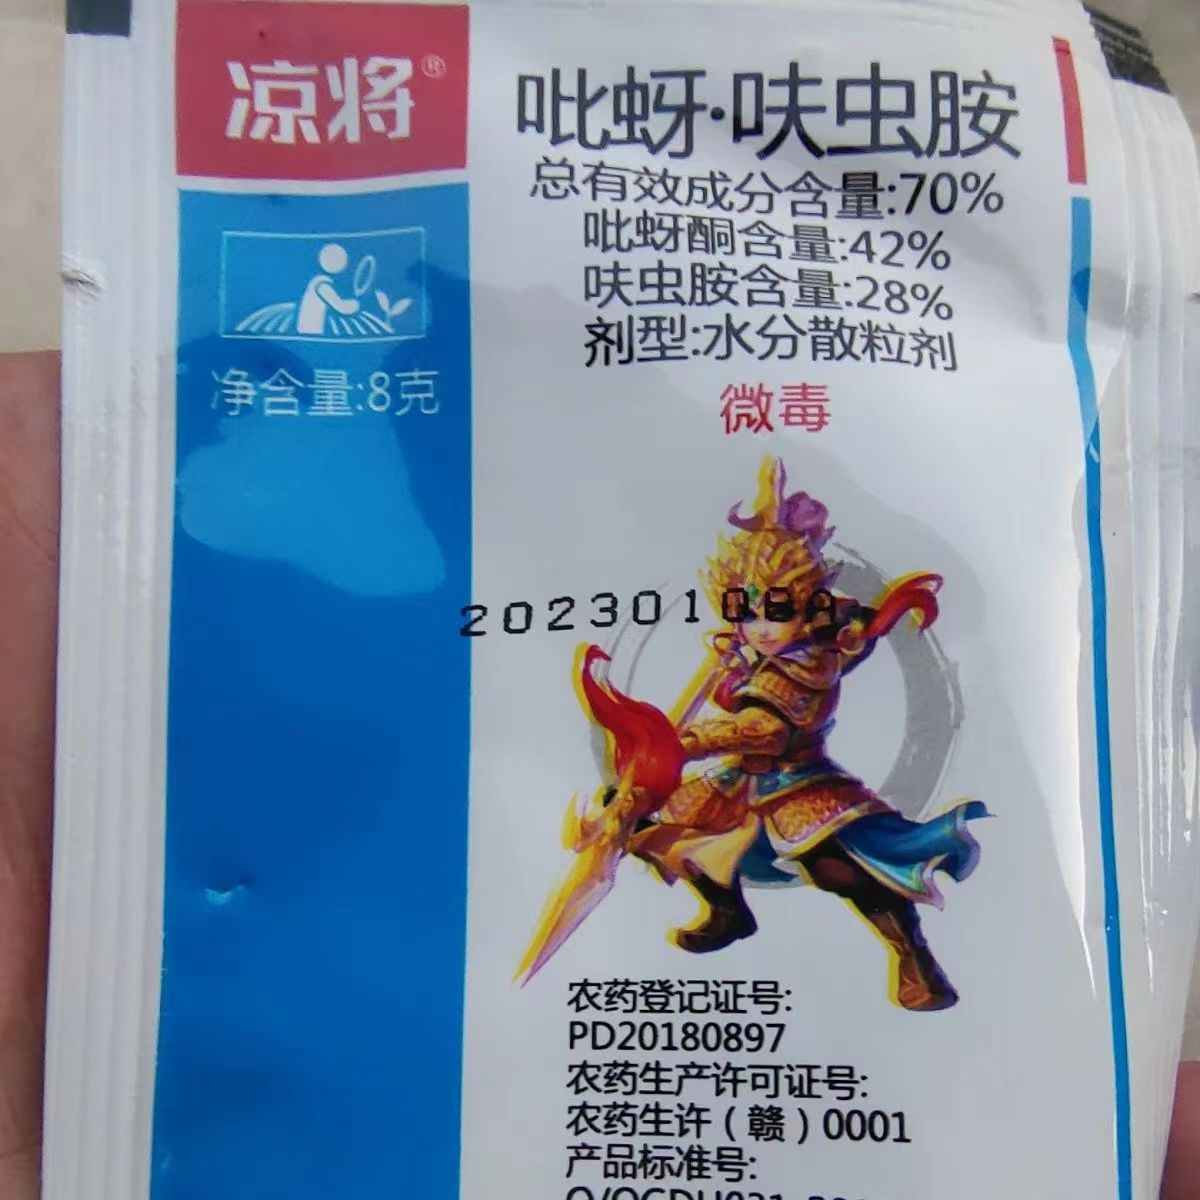 凉将®
吡蚜·呋虫胺
总有效成分含量:70%
吡蚜酮含量:42%
呋虫胺含量:28%
剂型:水分散粒剂
微毒
净含量:8克
20230108A
农药登记证号:
PD20180897
农药生产许可证号:
农药生许(赣)0001
产品标准号: